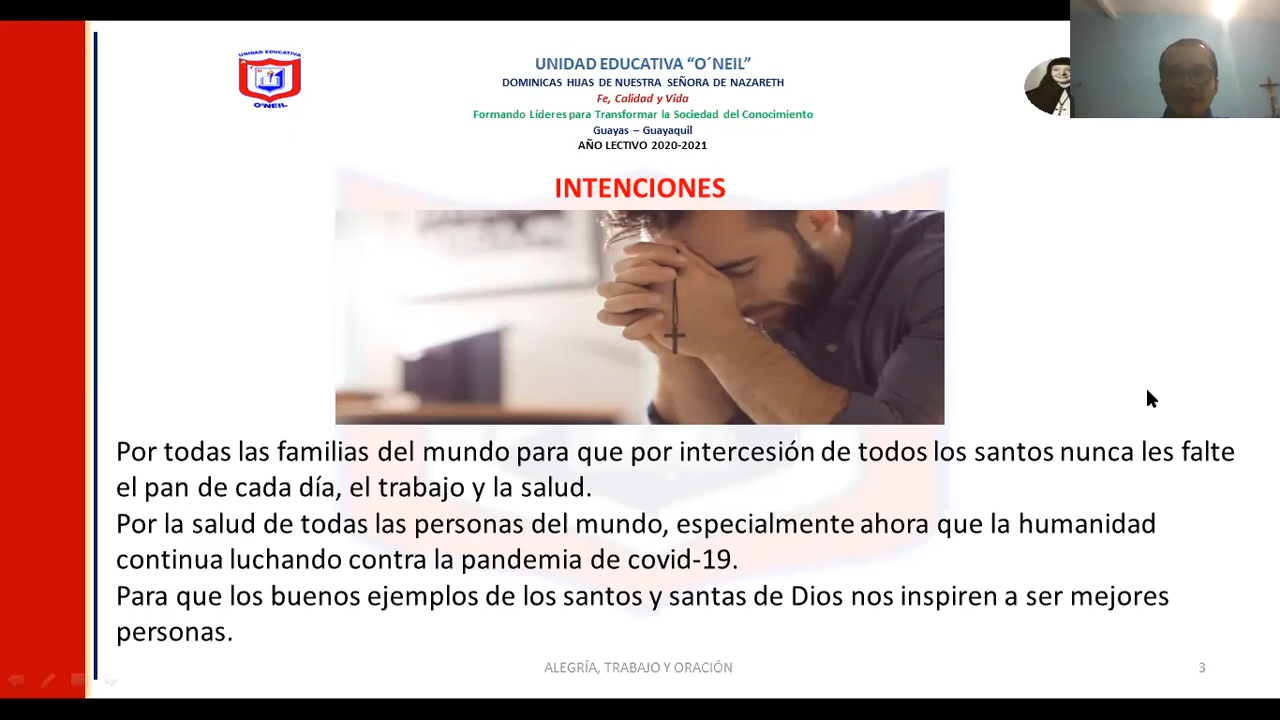 UNIDAD EDUCATIVA
O'NEIL
UNIDAD EDUCATIVA “O´NEIL”
DOMINICAS HIJAS DE NUESTRA SEÑORA DE NAZARETH
Fe, Calidad y Vida
Formando Líderes para Transformar la Sociedad del Conocimiento
Guayas – Guayaquil
AÑO LECTIVO 2020-2021
INTENCIONES
Por todas las familias del mundo para que por intercesión de todos los santos nunca les falte
el pan de cada día, el trabajo y la salud.
Por la salud de todas las personas del mundo, especialmente ahora que la humanidad
continua luchando contra la pandemia de covid-19.
Para que los buenos ejemplos de los santos y santas de Dios nos inspiren a ser mejores
personas.
ALEGRÍA, TRABAJO Y ORACIÓN
3